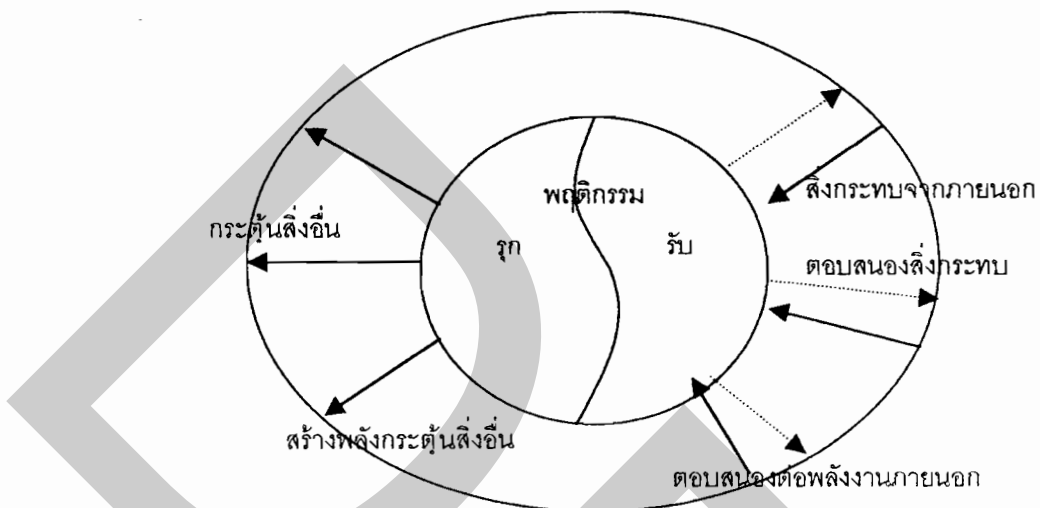 พฤติกรรม
สิ่งกระทบจากภายนอก
กระตุ้นสิ่งอื่น
รุก
รับ
ตอบสนองสิ่งกระทบ
สร้างพลังกระตุ้นสิ่งอื่น
ตอบสนองต่อพลังงานภายนอก